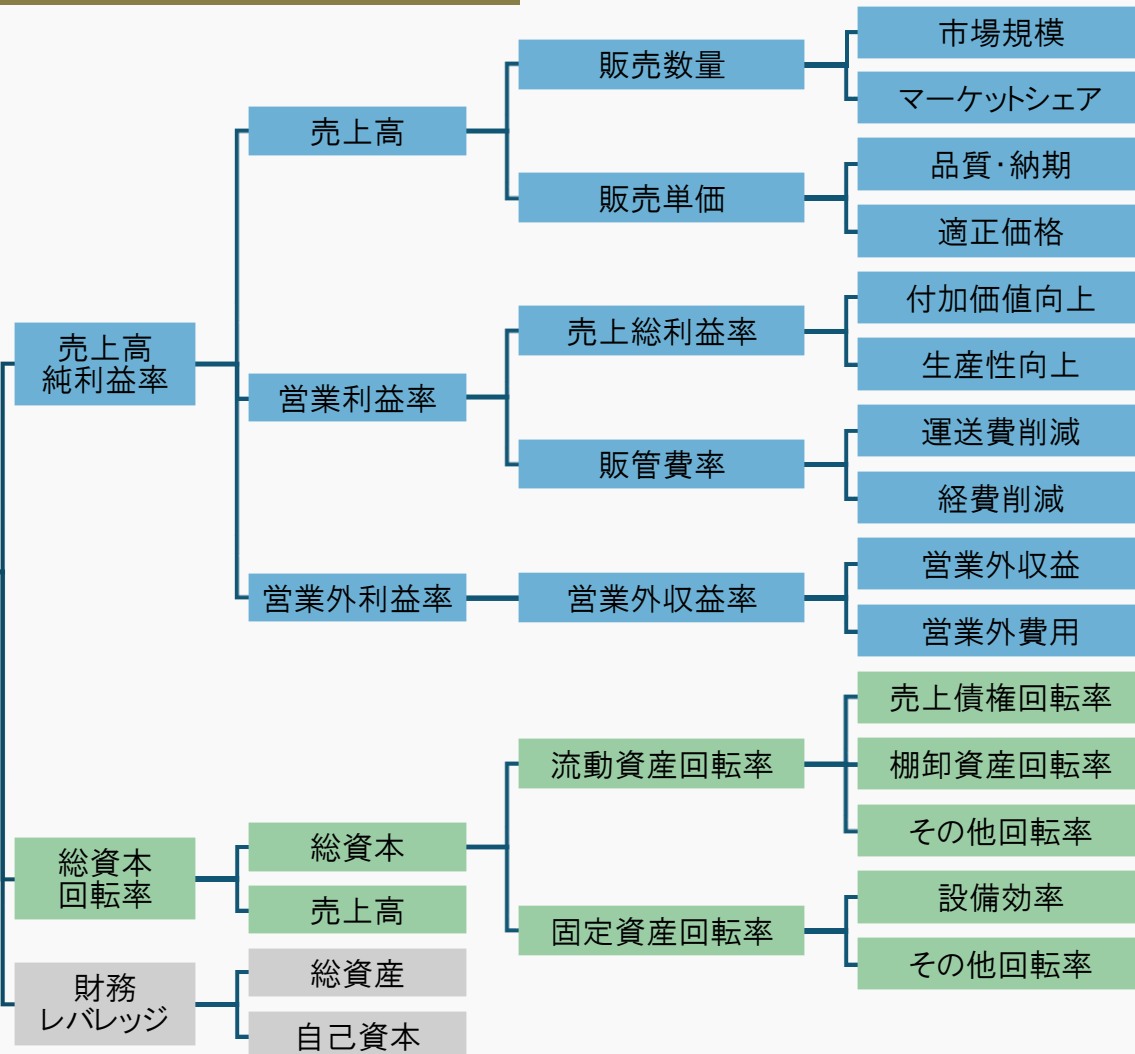 市場規模
販売数量
マーケットシェア
売上高
品質・納期
販売単価
適正価格
付加価値向上
売上総利益率
生産性向上
売上高
純利益率
営業利益率
運送費削減
販管費率
経費削減
営業外収益
営業外利益率
営業外収益率
営業外費用
売上債権回転率
流動資産回転率
棚卸資産回転率
その他回転率
総資本
総資本
回転率
売上高
設備効率
固定資産回転率
その他回転率
総資産
財務
レバレッジ
自己資本